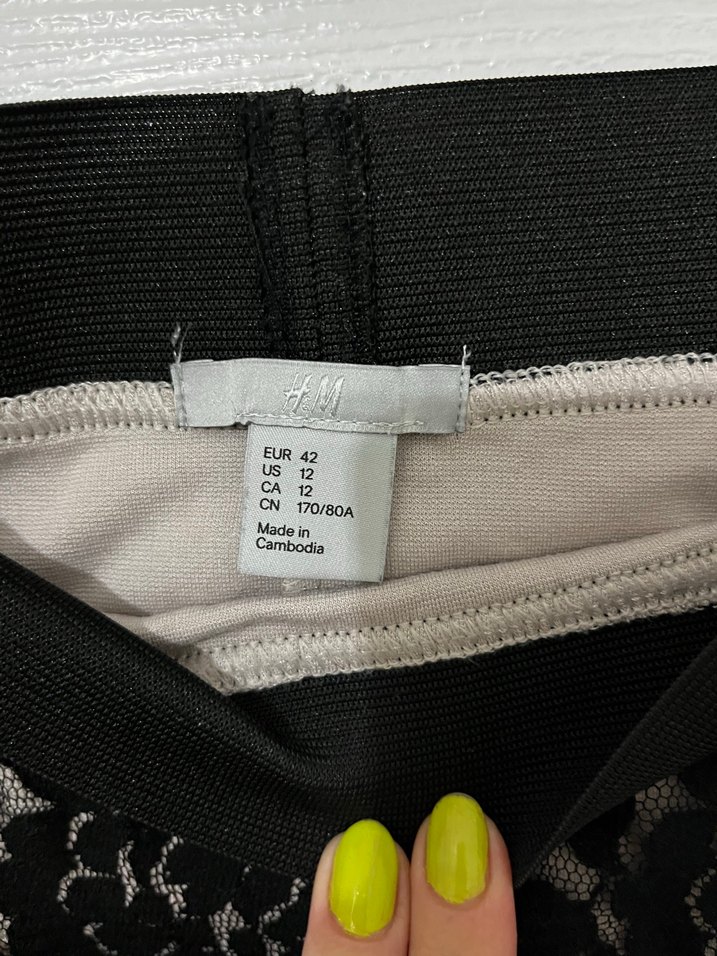 H&M
EUR 42
US 12
CA 12
CN 170/80A
Made in
Cambodia